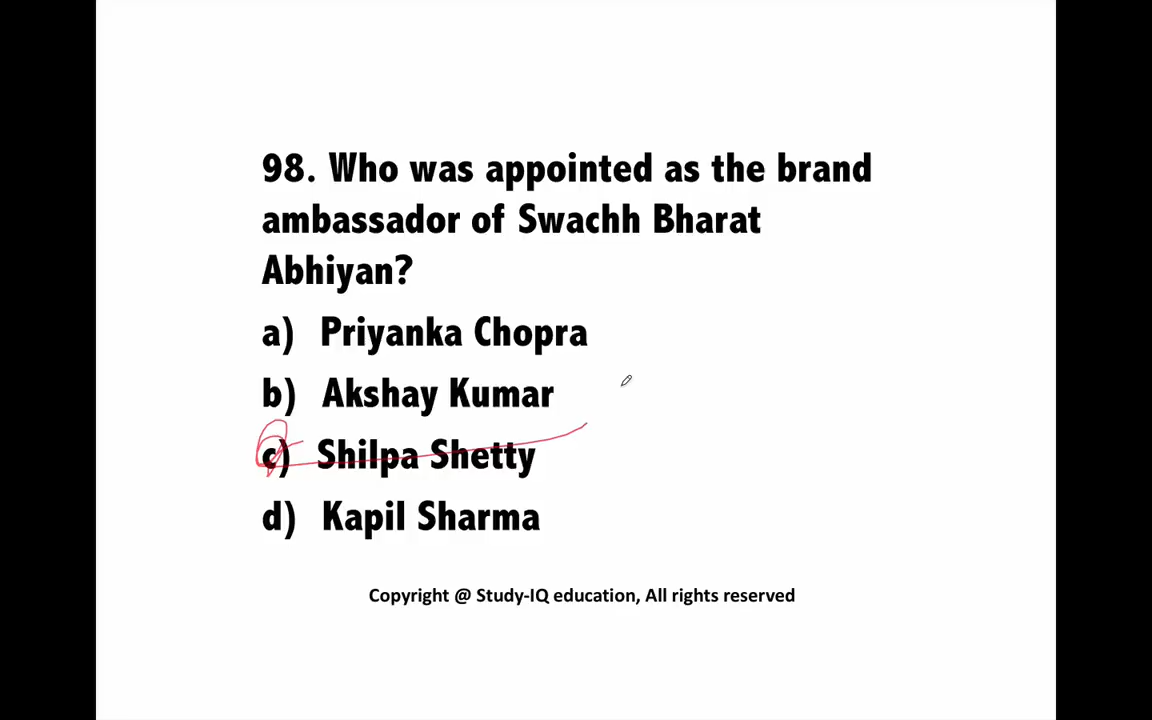 98. Who was appointed as the brand
ambassador of Swachh Bharat
Abhiyan?
a) Priyanka Chopra
b) Akshay Kumar
c) Shilpa Shetty
d) Kapil Sharma
Copyright @ Study-IQ education, All rights reserved